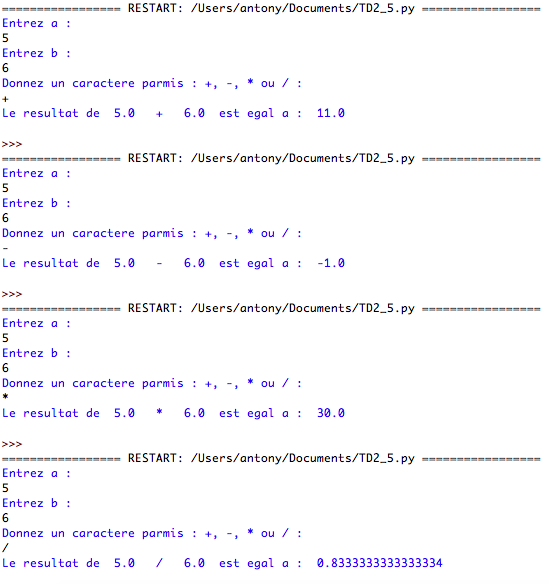 ================= RESTART: /Users/antony/Documents/TD2_5.py =================
Entrez a :
5
Entrez b :
6
Donnez un caractere parmis : +, -, * ou / :
+
Le resultat de  5.0   +   6.0  est egal a :  11.0

>>>
================= RESTART: /Users/antony/Documents/TD2_5.py =================
Entrez a :
5
Entrez b :
6
Donnez un caractere parmis : +, -, * ou / :
-
Le resultat de  5.0   -   6.0  est egal a :  -1.0

>>>
================= RESTART: /Users/antony/Documents/TD2_5.py =================
Entrez a :
5
Entrez b :
6
Donnez un caractere parmis : +, -, * ou / :
*
Le resultat de  5.0   *   6.0  est egal a :  30.0

>>>
================= RESTART: /Users/antony/Documents/TD2_5.py =================
Entrez a :
5
Entrez b :
6
Donnez un caractere parmis : +, -, * ou / :
/
Le resultat de  5.0   /   6.0  est egal a :  0.8333333333333334